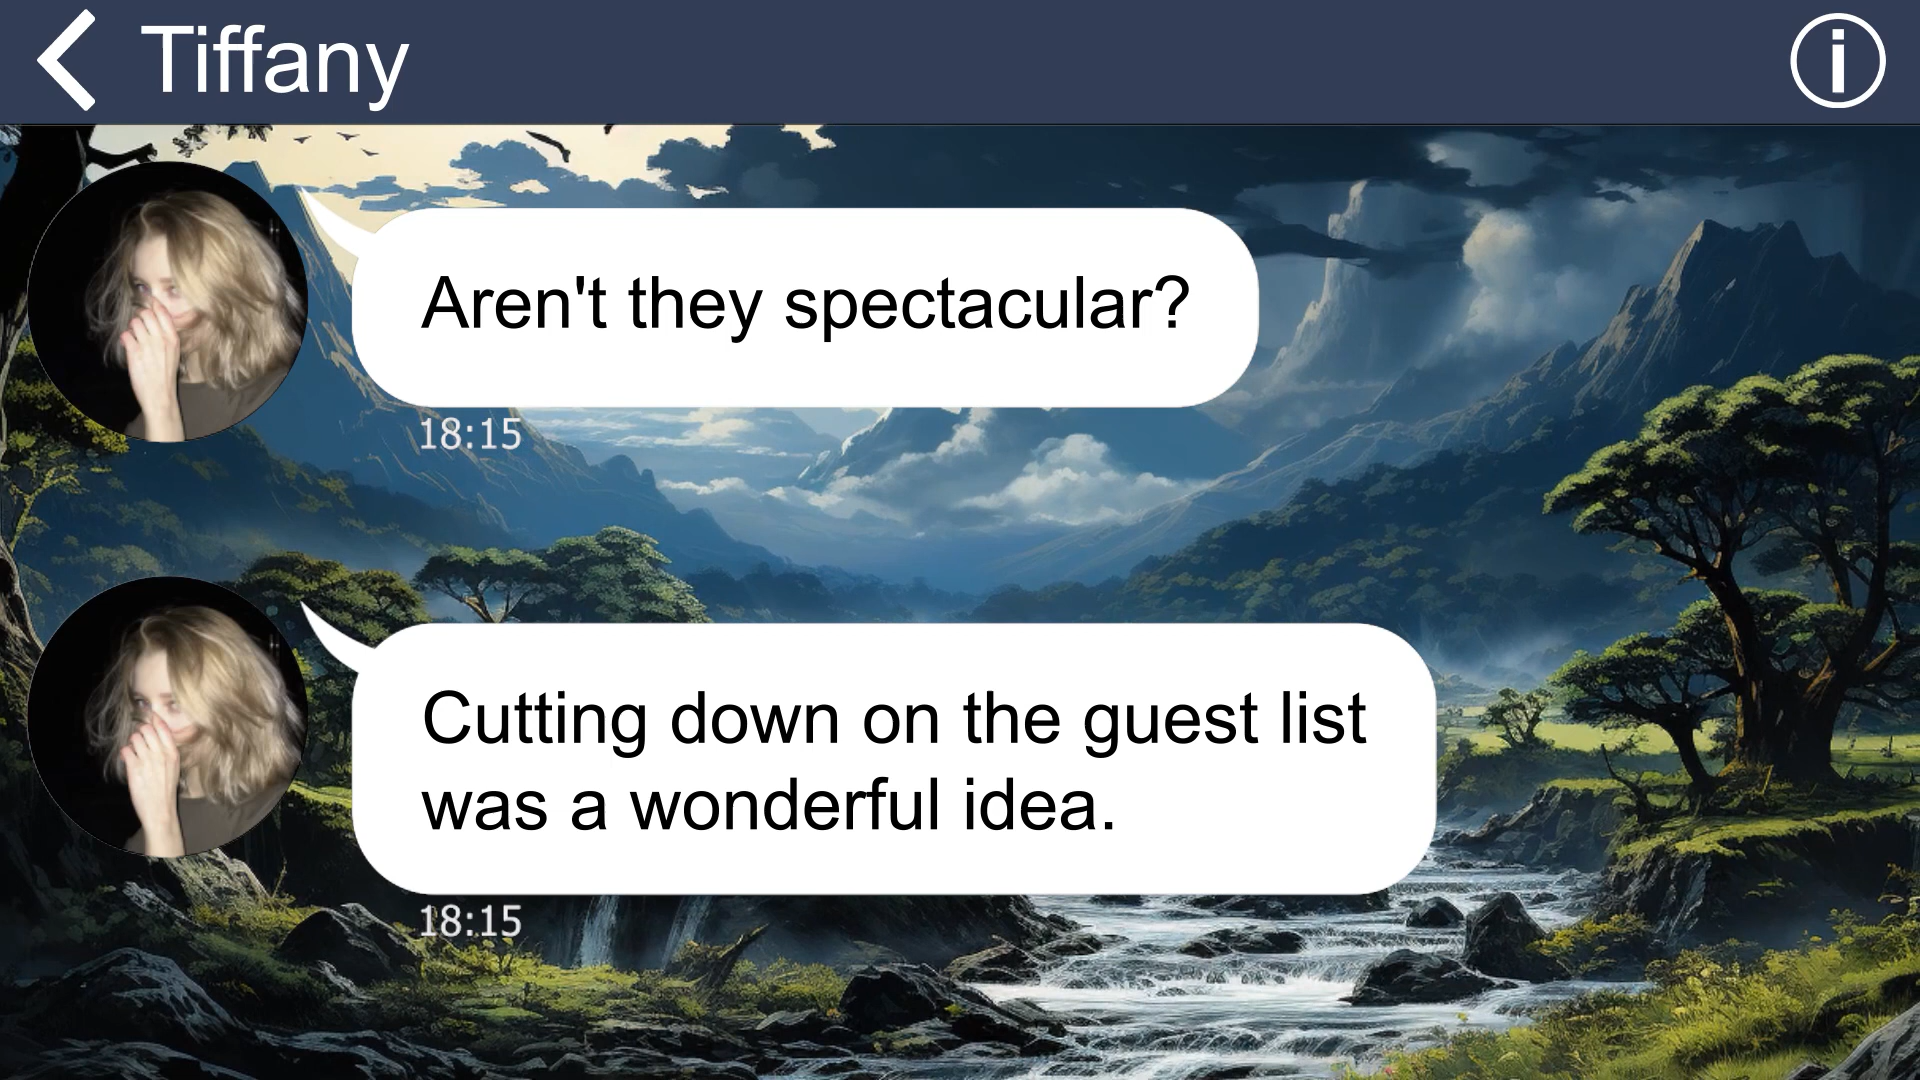 Tiffany
Aren't they spectacular?
18:15
Cutting down on the guest list
was a wonderful idea.
18:15